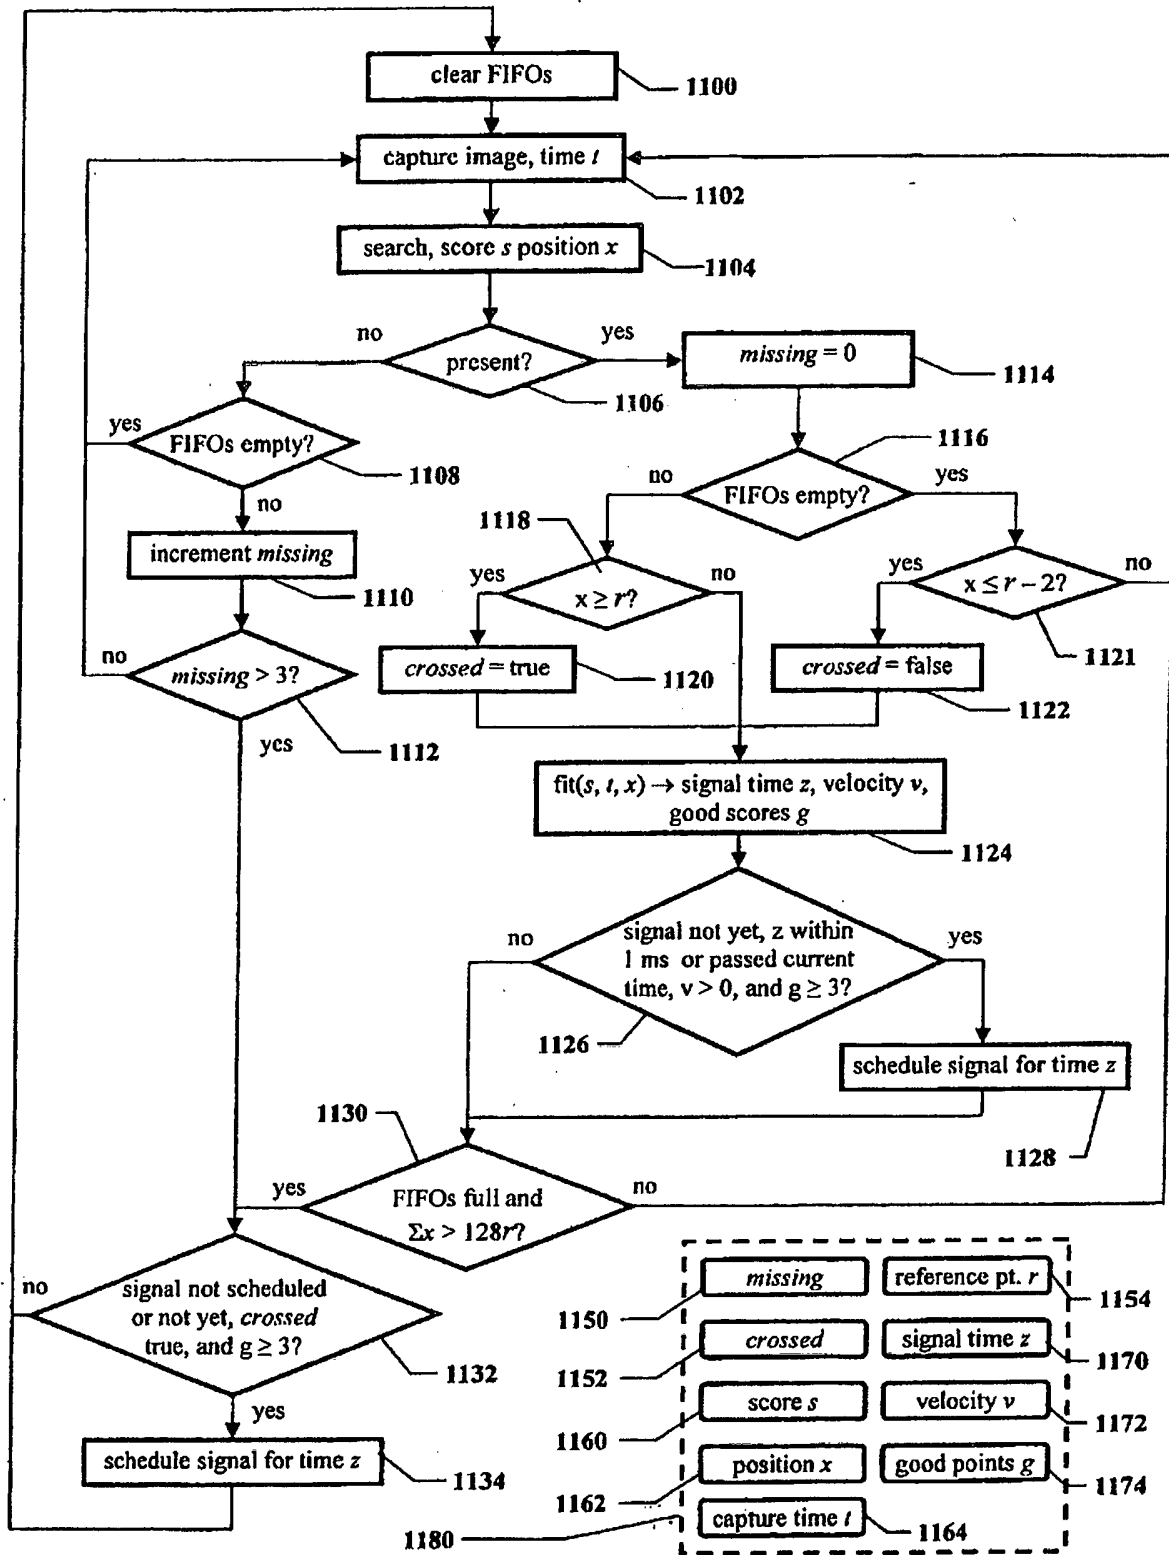 clear FIFOs
1100
capture image, time t
1102
search, score s position x
1104
no
yes
present?
1106
missing = 0
1114
yes
FIFOs empty?
1108
no
1116
no
FIFOs empty?
yes
increment missing
1110
1118
yes
x ≥ r?
no
yes
x ≤ r – 2?
no
1121
no
missing > 3?
1112
yes
crossed = true
1120
crossed = false
1122
fit(s, t, x) → signal time z, velocity v,
good scores g
1124
no
signal not yet, z within
1 ms or passed current
time, v > 0, and g ≥ 3?
yes
1126
schedule signal for time z
1128
1130
yes
FIFOs full and
Σx > 128r?
no
no
signal not scheduled
or not yet, crossed
true, and g ≥ 3?
1132
yes
schedule signal for time z
1134
missing
reference pt. r
1150
1154
crossed
signal time z
1152
1170
score s
velocity v
1160
1172
position x
good points g
1162
1174
capture time t
1180
1164